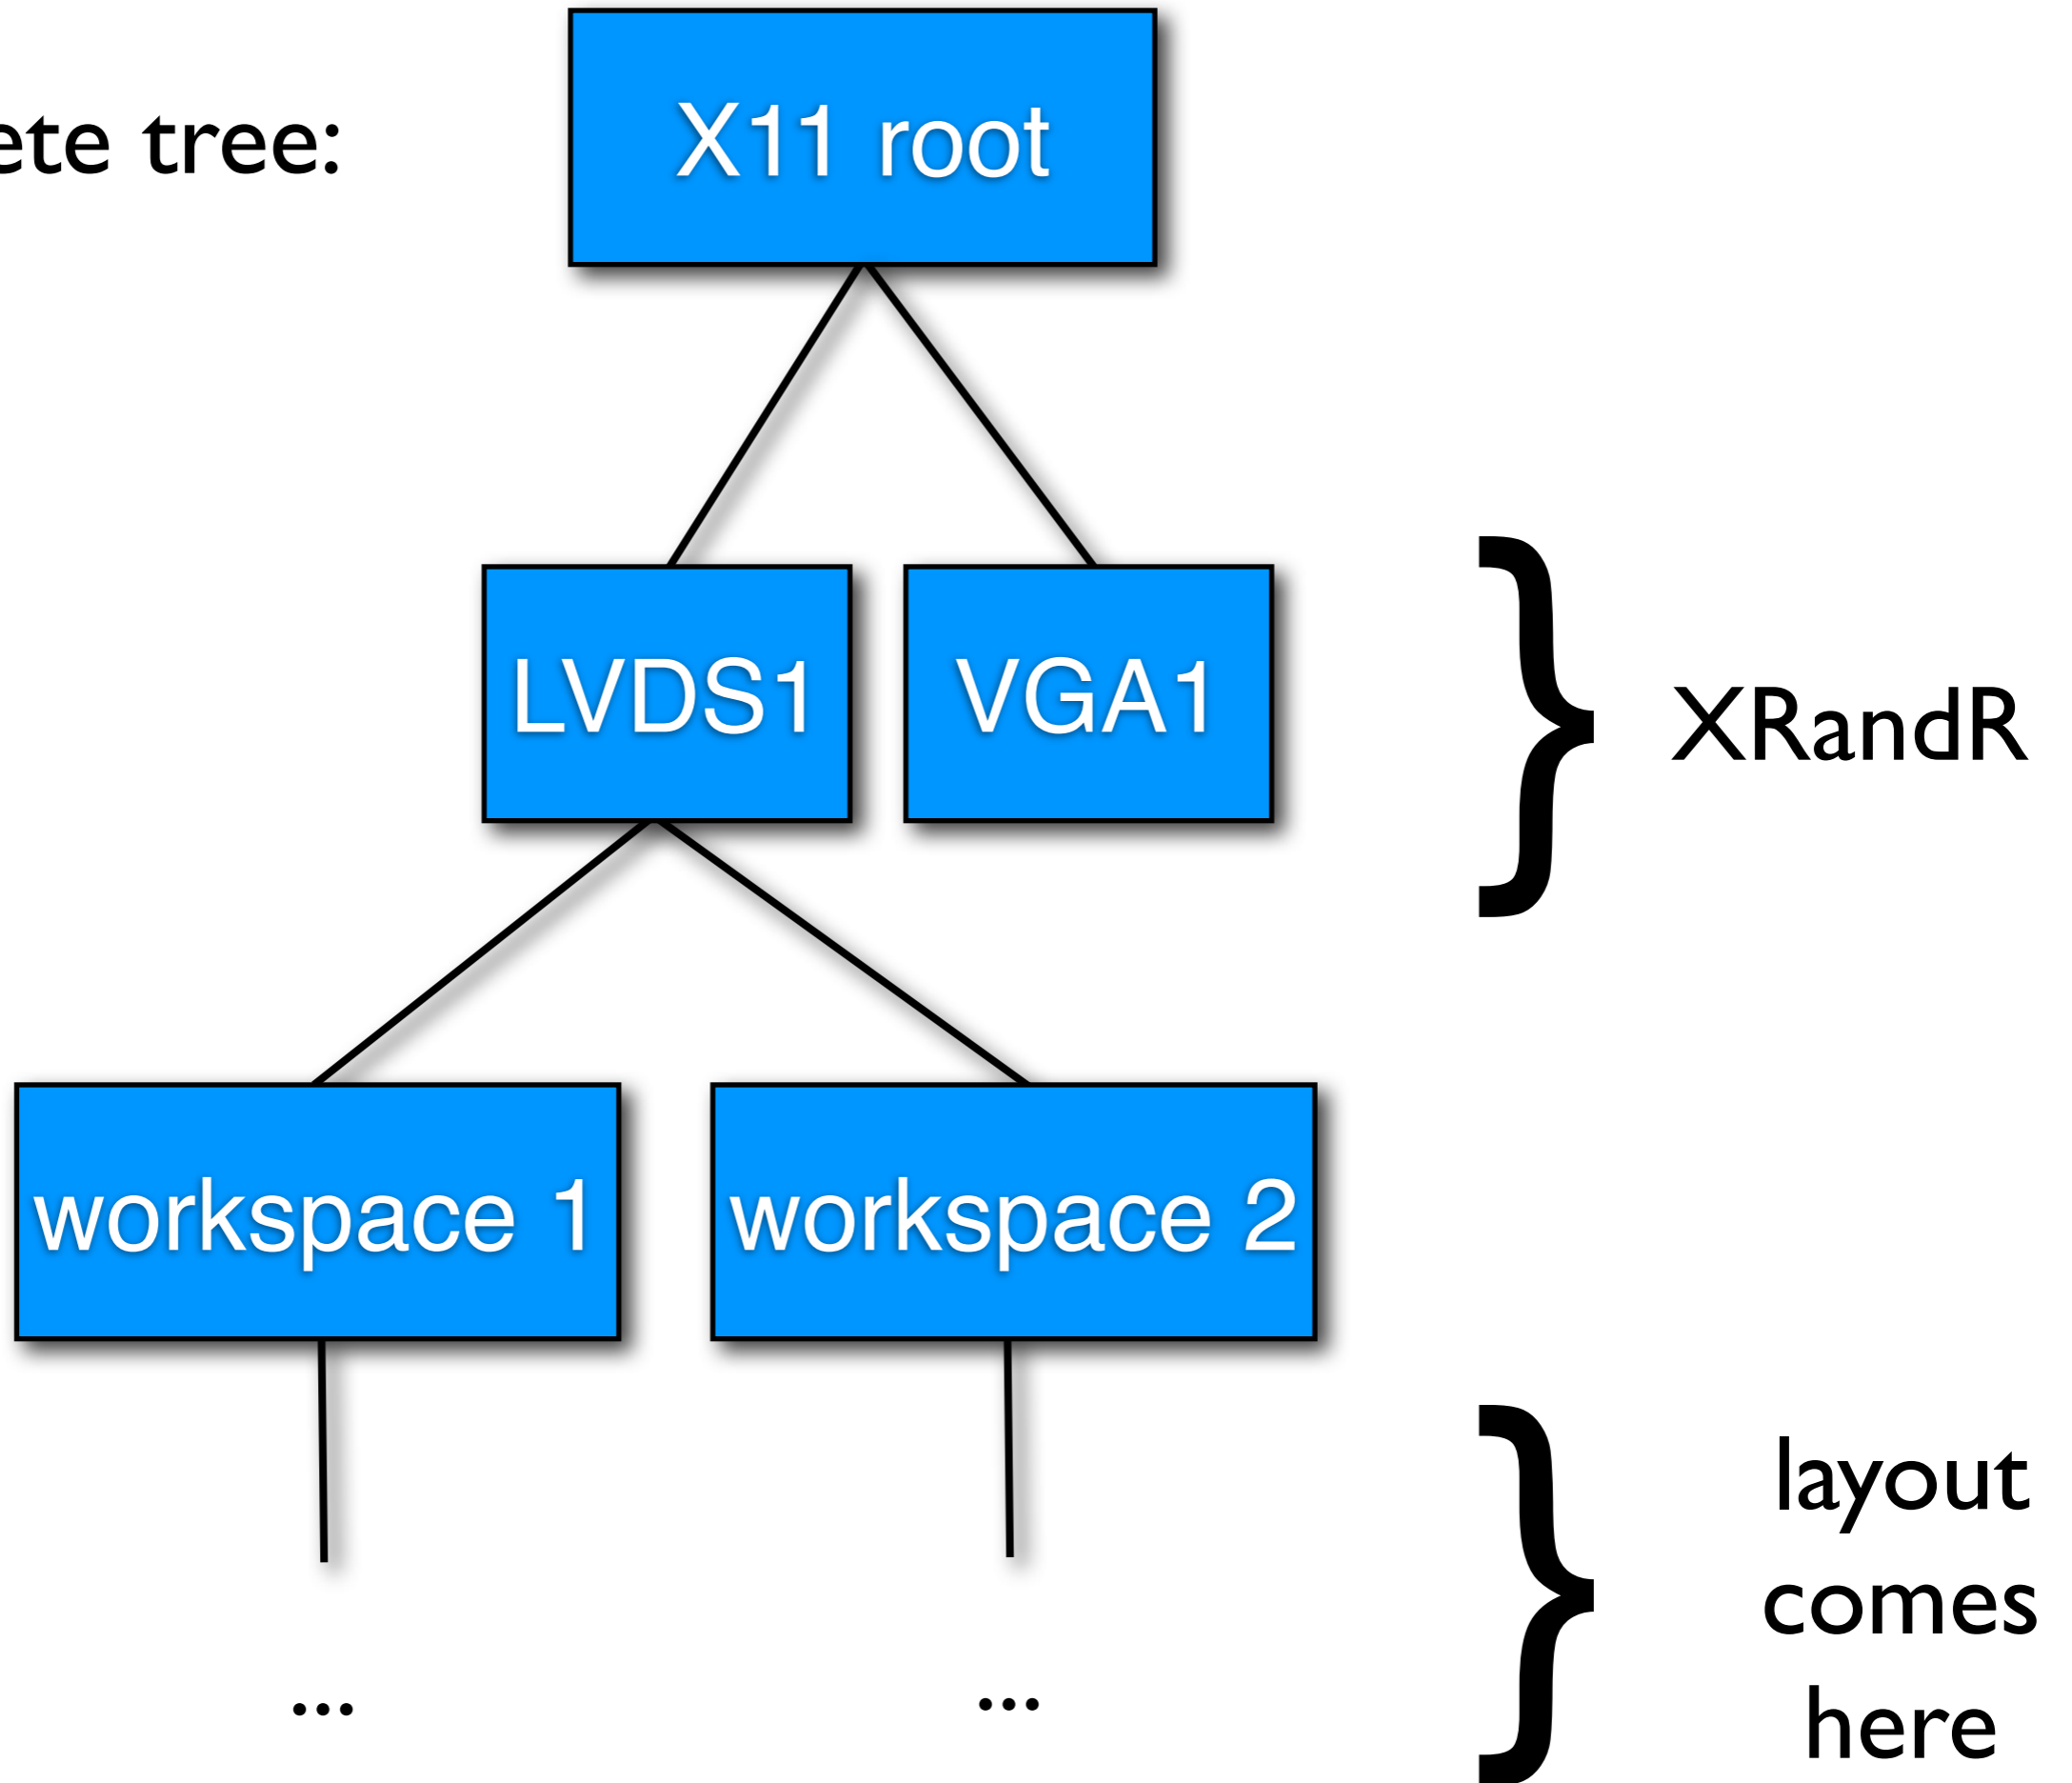 ete tree:
X11 root
LVDS1
VGA1
}
XRandR
workspace 1
workspace 2
...
...
}
layout
comes
here